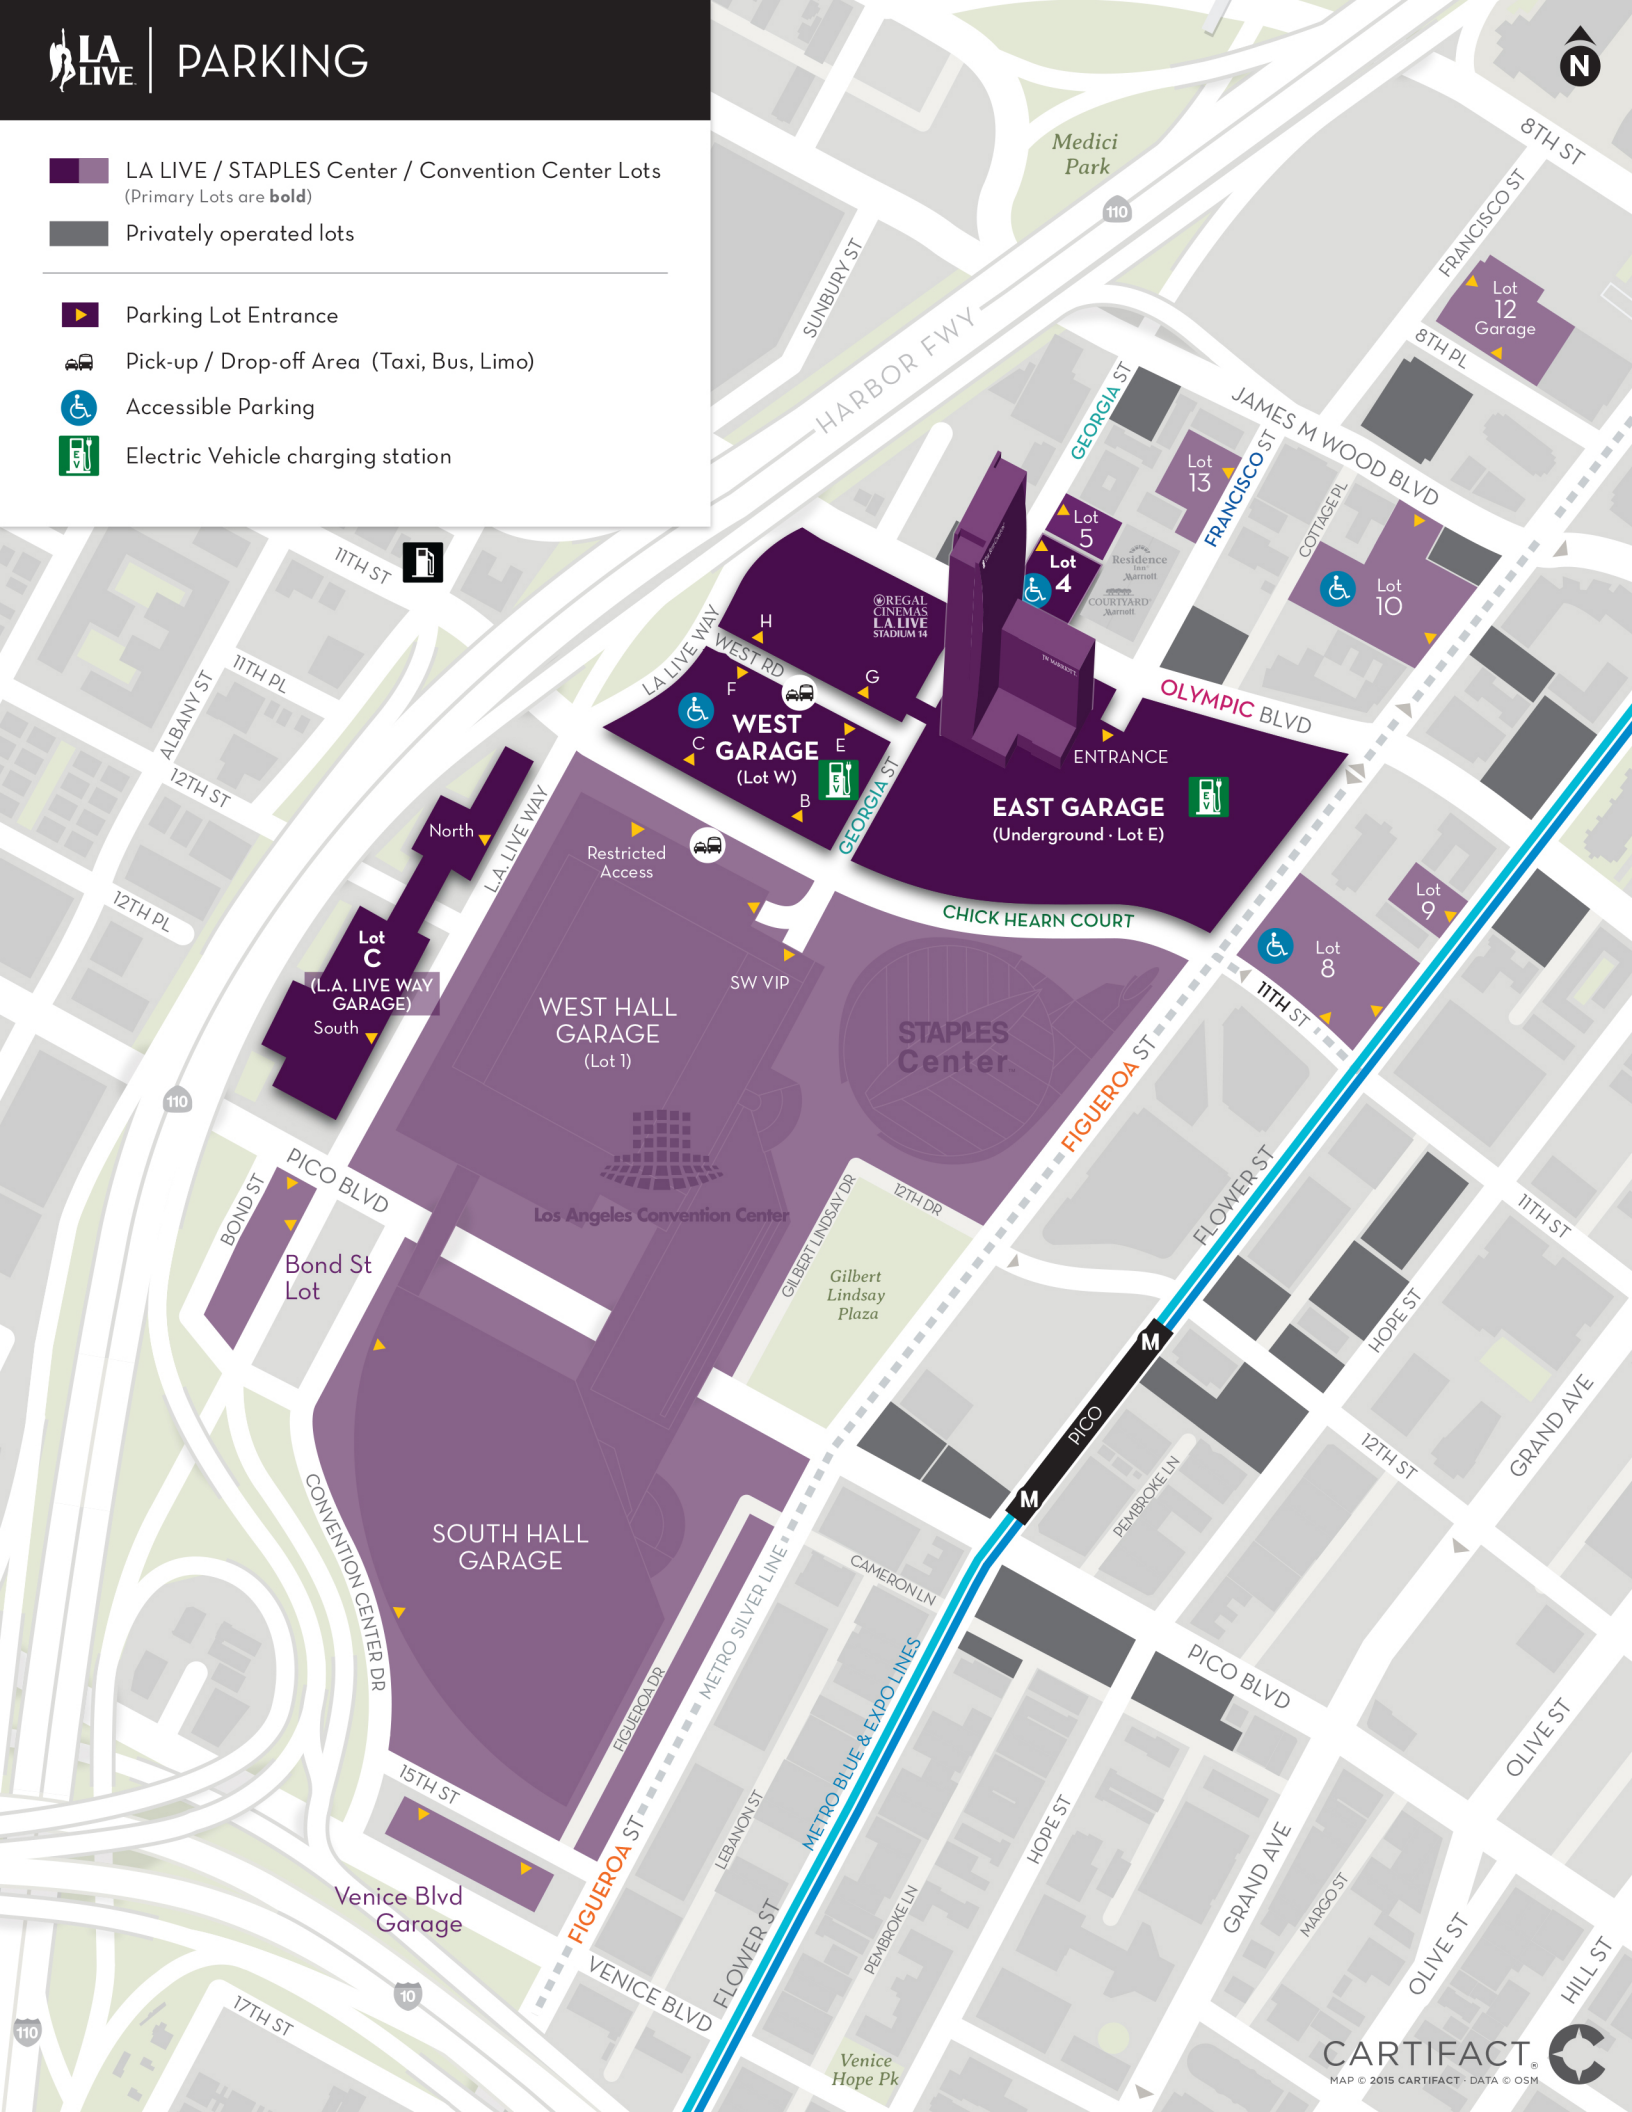 LA
LIVE
PARKING
N
LA LIVE / STAPLES Center / Convention Center Lots
(Primary Lots are bold)
Privately operated lots
Parking Lot Entrance
Pick-up / Drop-off Area (Taxi, Bus, Limo)
Accessible Parking
EV
Electric Vehicle charging station
Medici
Park
110
8TH ST
FRANCISCO ST
SUNBURY ST
HARBOR FWY
Lot
12
Garage
8TH PL
GEORGIA ST
JAMES M WOOD BLVD
Lot
13
FRANCISCO ST
COTTAGE PL
Lot
5
Lot
4
Residence
Inn
Marriott
COURTYARD
Marriott
Lot
10
11TH ST
REGAL
CINEMAS
L.A. LIVE
STADIUM 14
JW MARRIOTT
H
WEST RD
LA LIVE WAY
G
F
WEST
GARAGE
(Lot W)
C
E
B
EV
GEORGIA ST
OLYMPIC BLVD
ENTRANCE
EAST GARAGE
(Underground · Lot E)
EV
11TH PL
ALBANY ST
12TH ST
12TH PL
North
L.A. LIVE WAY
Restricted
Access
Lot
C
(L.A. LIVE WAY
GARAGE)
South
SW VIP
CHICK HEARN COURT
Lot
9
Lot
8
11TH ST
WEST HALL
GARAGE
(Lot 1)
STAPLES
Center
FIGUEROA ST
110
PICO BLVD
BOND ST
Bond St
Lot
Los Angeles Convention Center
GILBERT LINDSAY DR
12TH DR
Gilbert
Lindsay
Plaza
FLOWER ST
11TH ST
HOPE ST
M
PICO
M
GRAND AVE
12TH ST
PEMBROKE LN
CONVENTION CENTER DR
SOUTH HALL
GARAGE
CAMERON LN
METRO SILVER LINE
FIGUEROA DR
METRO BLUE & EXPO LINES
PICO BLVD
OLIVE ST
15TH ST
FIGUEROA ST
LEBANON ST
HOPE ST
GRAND AVE
MARGO ST
Venice Blvd
Garage
FLOWER ST
PEMBROKE LN
OLIVE ST
HILL ST
VENICE BLVD
10
110
17TH ST
Venice
Hope Pk
CARTIFACT®
MAP © 2015 CARTIFACT · DATA © OSM